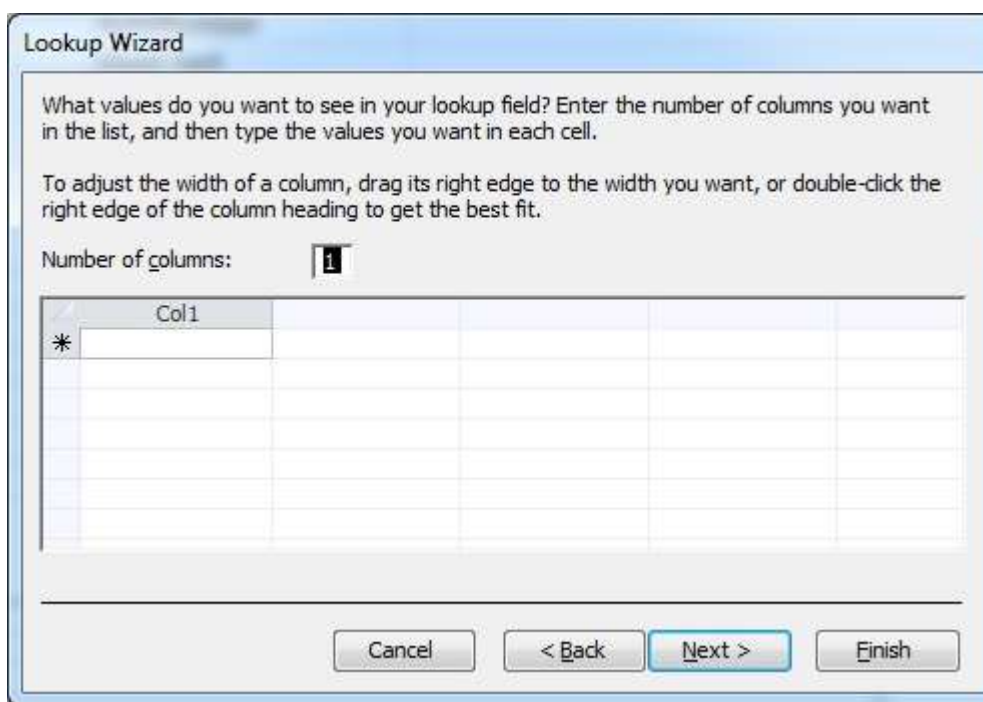 Lookup Wizard
What values do you want to see in your lookup field? Enter the number of columns you want
in the list, and then type the values you want in each cell.
To adjust the width of a column, drag its right edge to the width you want, or double-click the
right edge of the column heading to get the best fit.
Number of columns: 1
Col1
Cancel < Back Next > Finish